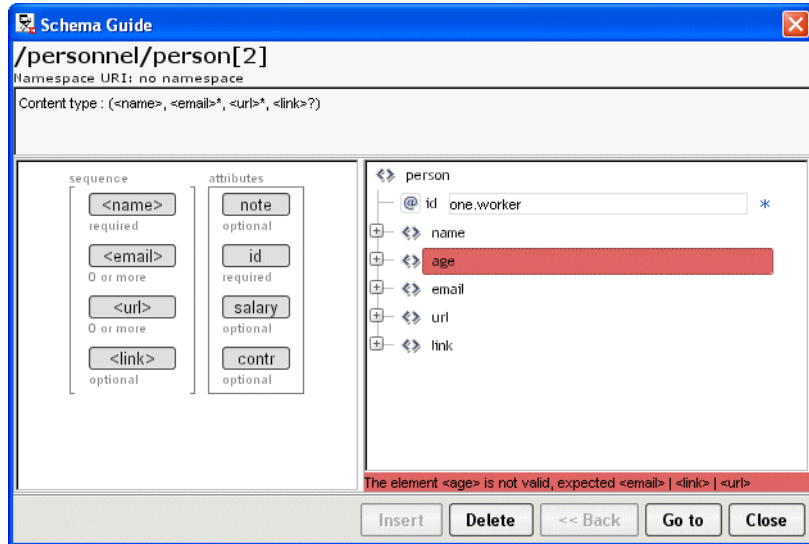 Schema Guide
/personnel/person[2]
Namespace URI: no namespace
Content type : (<name>, <email>*, <url>*, <link>?)
sequence
<name>
required
<email>
0 or more
<url>
0 or more
<link>
optional
attributes
note
optional
id
required
salary
optional
contr
optional
person
@ id one.worker *
name
age
email
url
link
The element <age> is not valid, expected <email> | <link> | <url>
Insert Delete << Back Go to Close